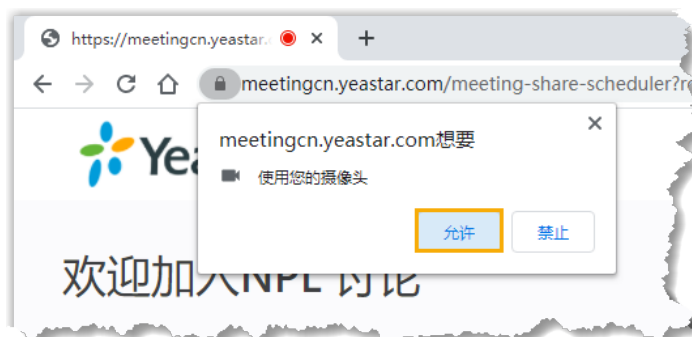 https://meetingcn.yeastar.
meetingcn.yeastar.com/meeting-share-scheduler?r
Yea
meetingcn.yeastar.com想要
使用您的摄像头
允许
禁止
欢迎加入NPL 讨论